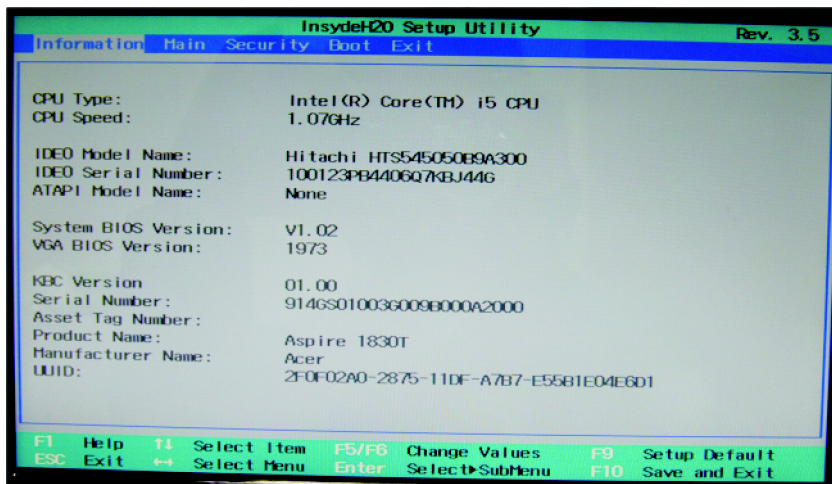 InsydeH2O Setup Utility Rev. 3.5
Information Main Security Boot Exit
CPU Type: Intel(R) Core(TM) i5 CPU
CPU Speed: 1.07GHz
IDE0 Model Name: Hitachi HTS545050B9A300
IDE0 Serial Number: 100123PB4406Q7KBJ44G
ATAPI Model Name: None
System BIOS Version: V1.02
VGA BIOS Version: 1973
KBC Version 01.00
Serial Number: 914GS01003G009B000A2000
Asset Tag Number:
Product Name: Aspire 1830T
Manufacturer Name: Acer
UUID: 2F0F02A0-2875-11DF-A7B7-E55B1E04E6D1
F1 Help ↑↓ Select Item F5/F6 Change Values F9 Setup Default
ESC Exit ↔ Select Menu Enter Select▶SubMenu F10 Save and Exit